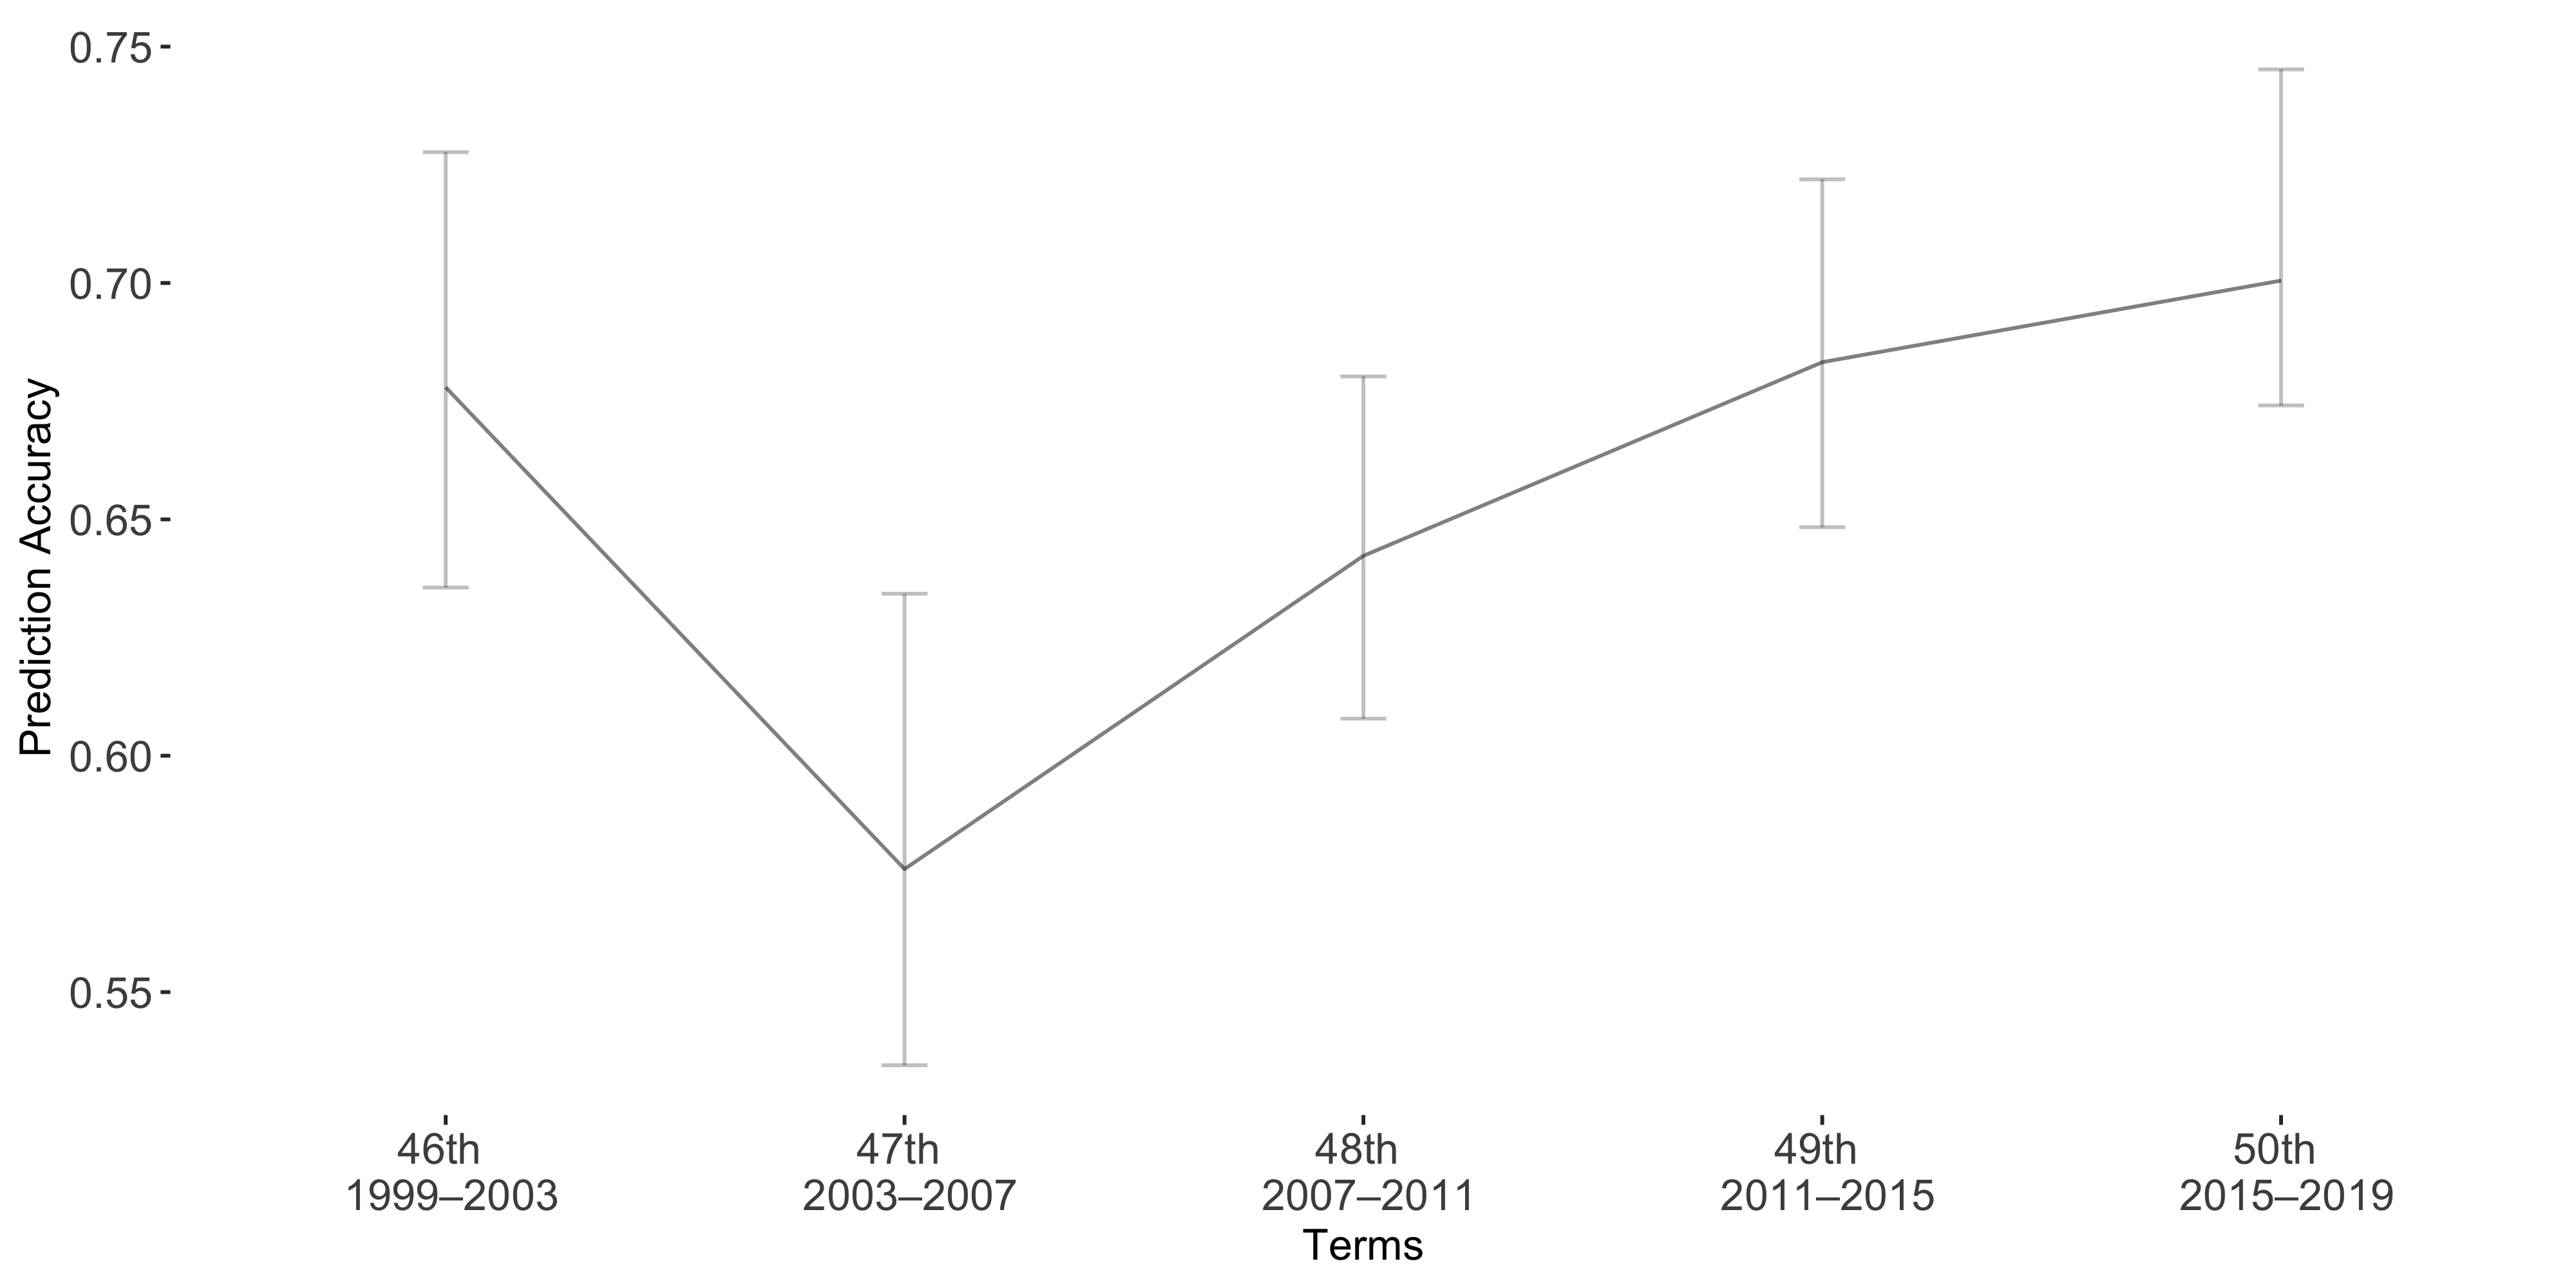 0.75
0.70
0.65
0.60
0.55
Prediction Accuracy
46th
1999–2003
47th
2003–2007
48th
2007–2011
49th
2011–2015
50th
2015–2019
Terms